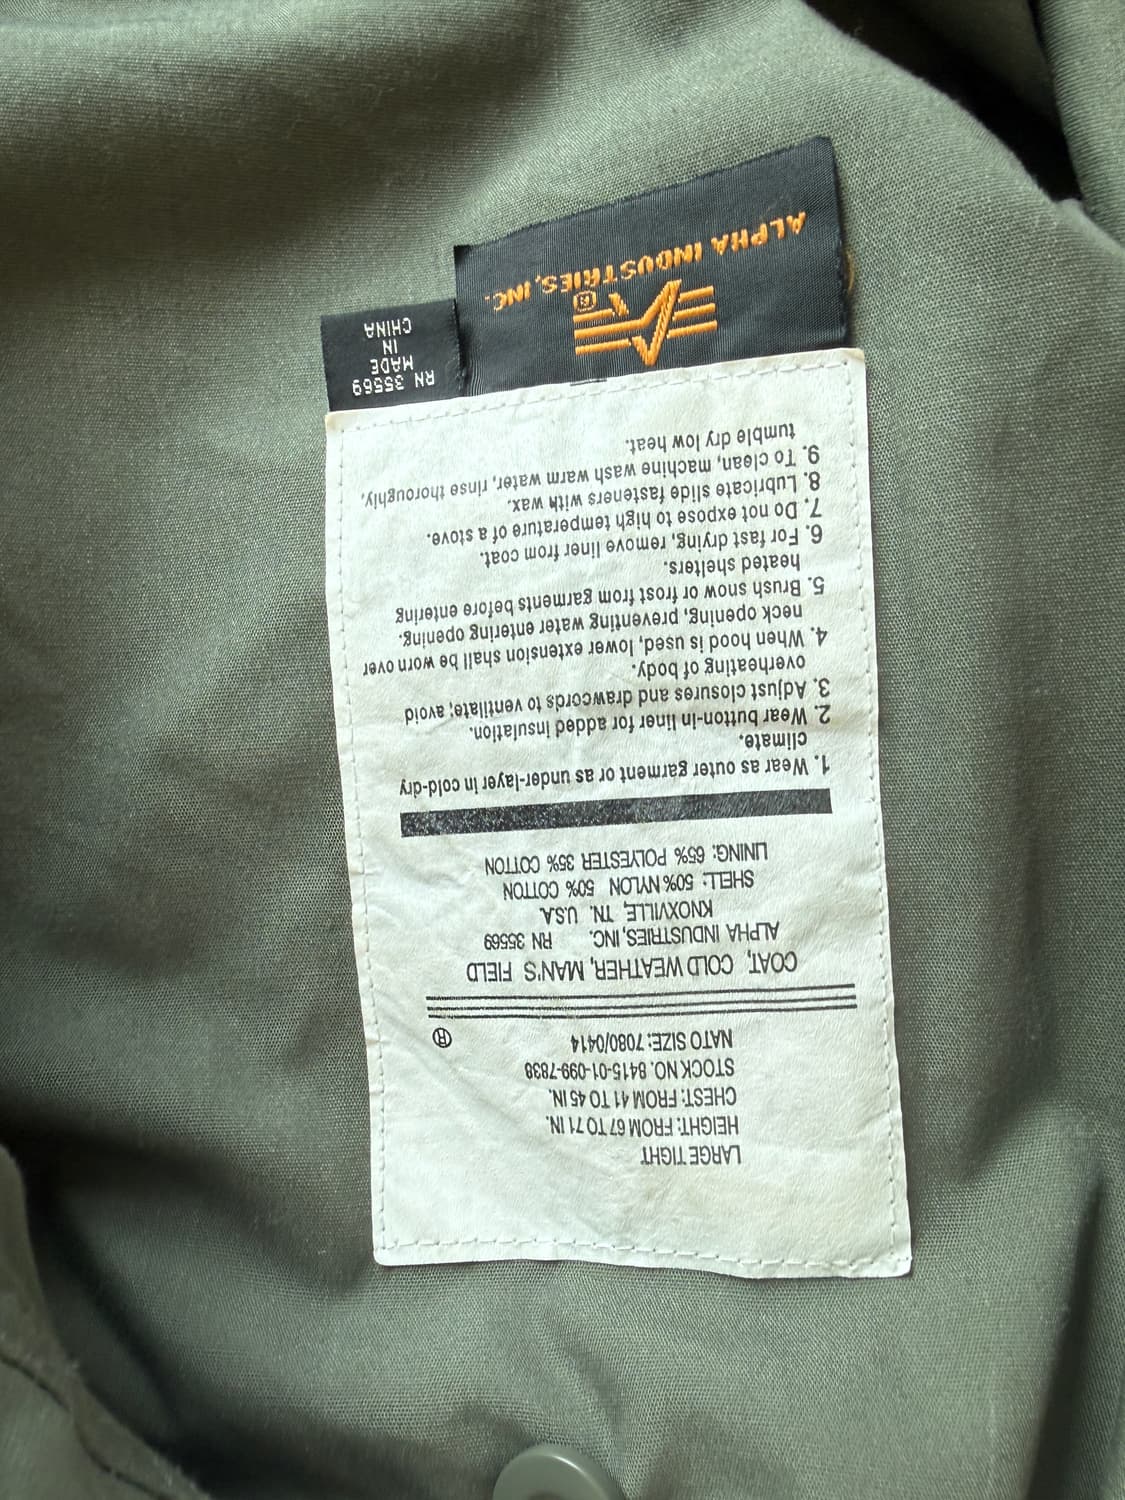 LARGE TIGHT
HEIGHT: FROM 67 TO 71 IN.
CHEST: FROM 41 TO 45 IN.
STOCK NO. 8415-01-099-7838
NATO SIZE: 7080/0414
®
COAT, COLD WEATHER, MAN'S FIELD
ALPHA INDUSTRIES, INC. RN 35569
KNOXVILLE, TN. U.S.A.
SHELL: 50% NYLON 50% COTTON
LINING: 65% POLYESTER 35% COTTON
1. Wear as outer garment or as under-layer in cold-dry
climate.
2. Wear button-in liner for added insulation.
3. Adjust closures and drawcords to ventilate; avoid
overheating of body.
4. When hood is used, lower extension shall be worn over
neck opening, preventing water entering opening.
5. Brush snow or frost from garments before entering
heated shelters.
6. For fast drying, remove liner from coat.
7. Do not expose to high temperature of a stove.
8. Lubricate slide fasteners with wax.
9. To clean, machine wash warm water, rinse thoroughly,
tumble dry low heat.
RN 35569
MADE
IN
CHINA
®
ALPHA INDUSTRIES, INC.